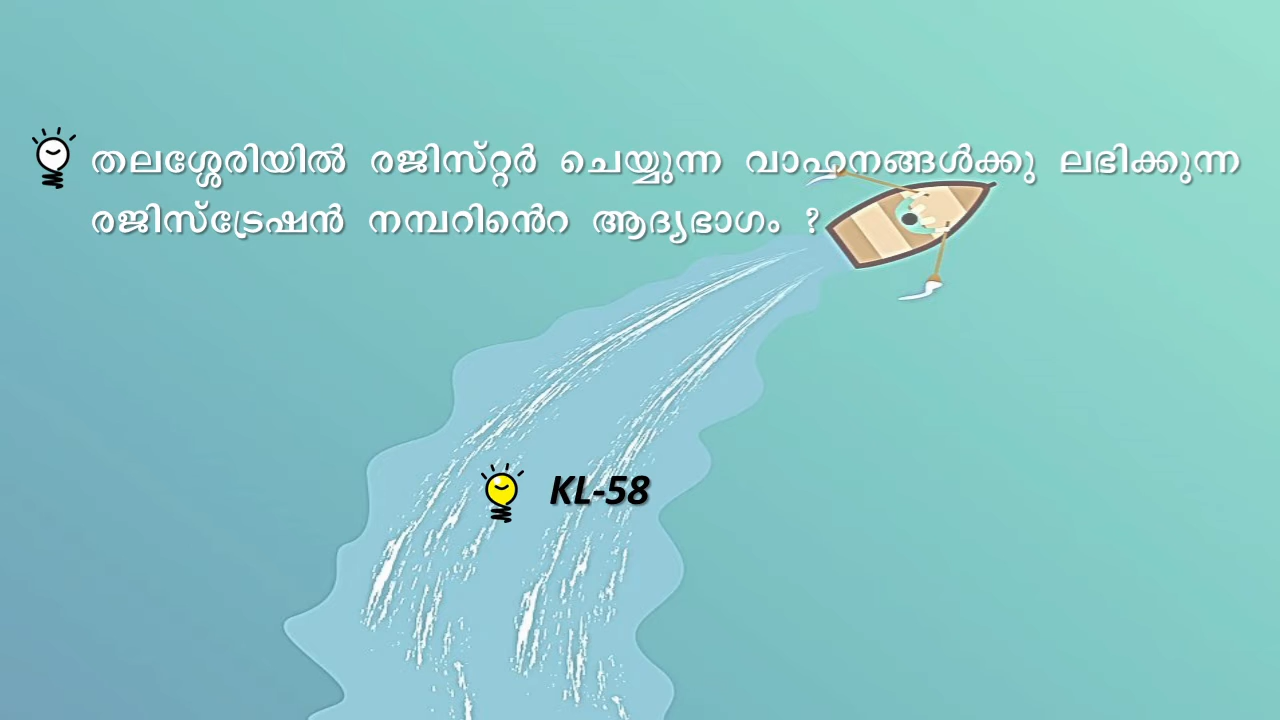 തലശ്ശേരിയിൽ രജിസ്റ്റർ ചെയ്യുന്ന വാഹനങ്ങൾക്കു ലഭിക്കുന്ന
രജിസ്ട്രേഷൻ നമ്പറിൻെറ ആദ്യഭാഗം ?
KL-58